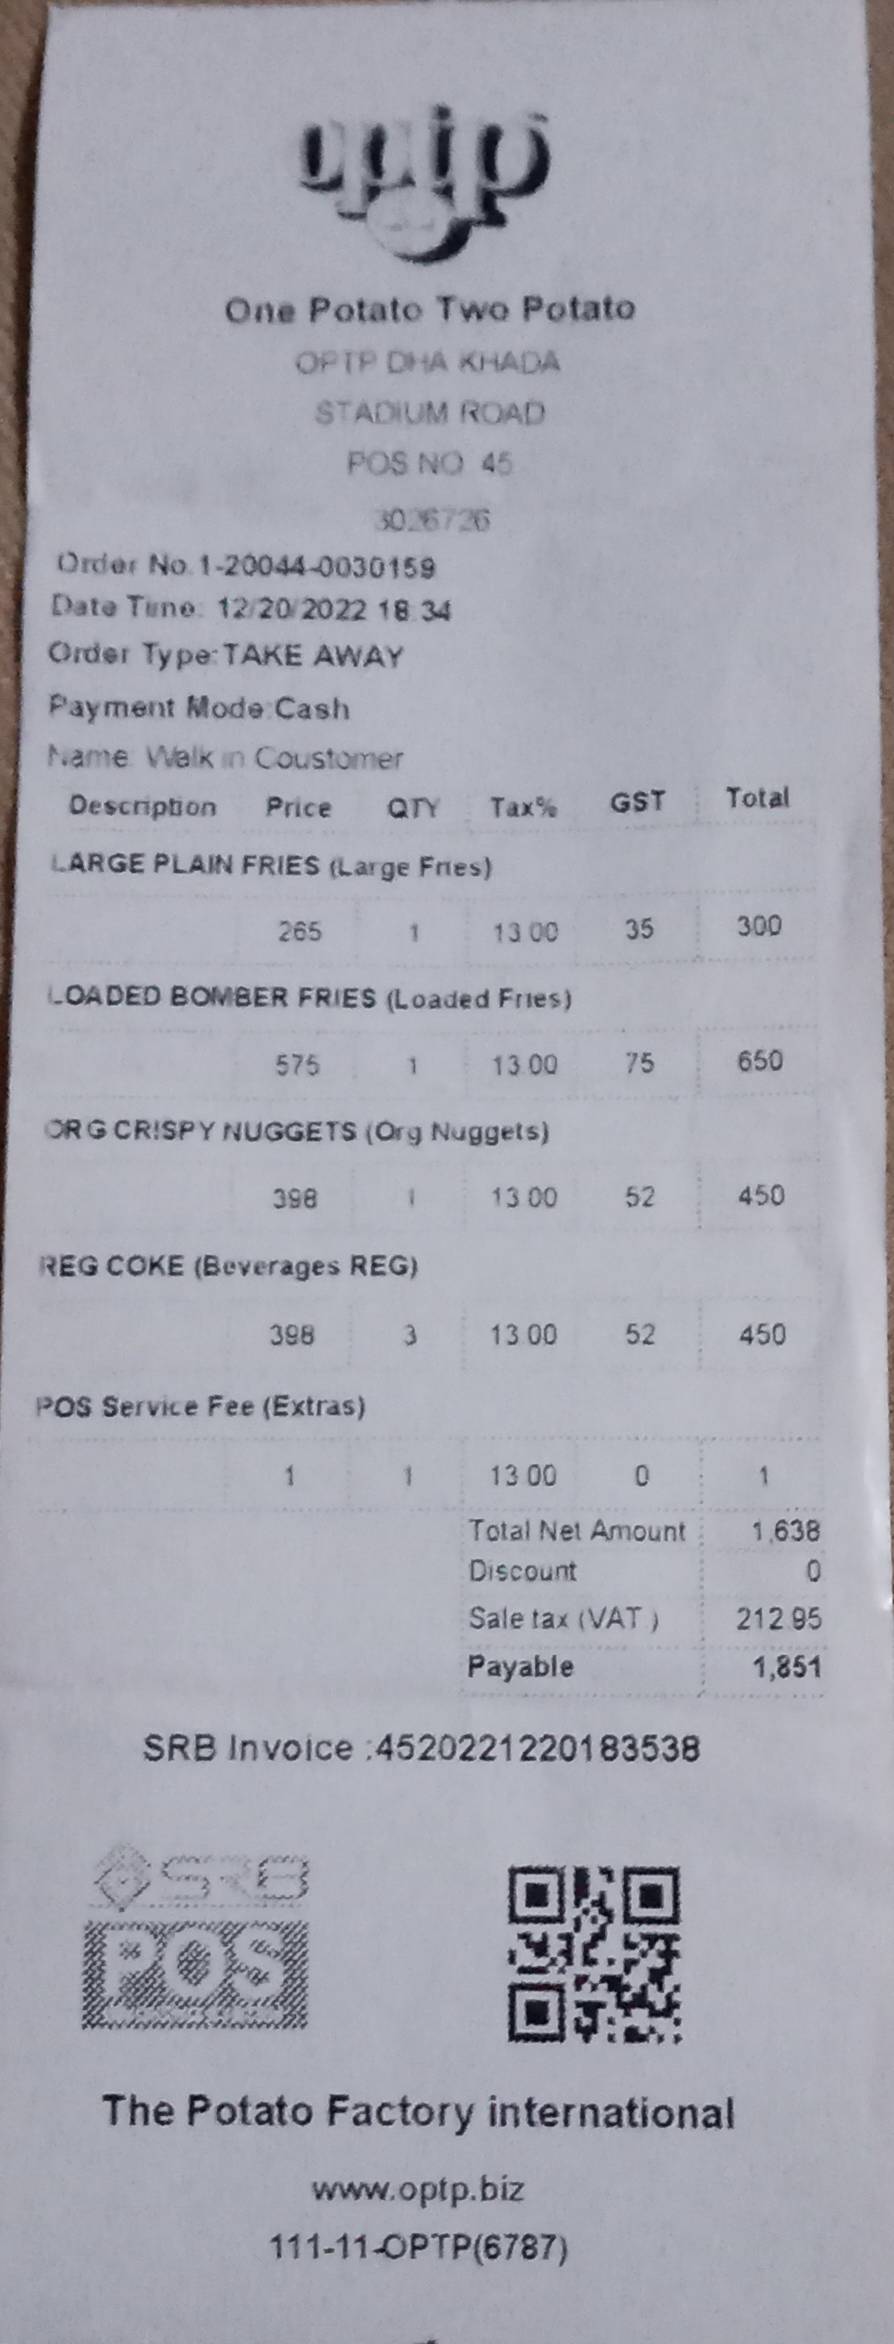 optp
One Potato Two Potato
OPTP DHA KHADA
STADIUM ROAD
POS NO 45
3026726
Order No.1-20044-0030159
Date Time: 12/20/2022 18:34
Order Type:TAKE AWAY
Payment Mode:Cash
Name: Walk in Coustomer
Description Price QTY Tax% GST Total
LARGE PLAIN FRIES (Large Fries)
265 1 13.00 35 300
LOADED BOMBER FRIES (Loaded Fries)
575 1 13.00 75 650
ORG CRISPY NUGGETS (Org Nuggets)
398 1 13.00 52 450
REG COKE (Beverages REG)
398 3 13.00 52 450
POS Service Fee (Extras)
1 1 13.00 0 1
Total Net Amount 1,638
Discount 0
Sale tax (VAT ) 212.95
Payable 1,851
SRB Invoice :4520221220183538
SRB
POS
The Potato Factory international
www.optp.biz
111-11-OPTP(6787)